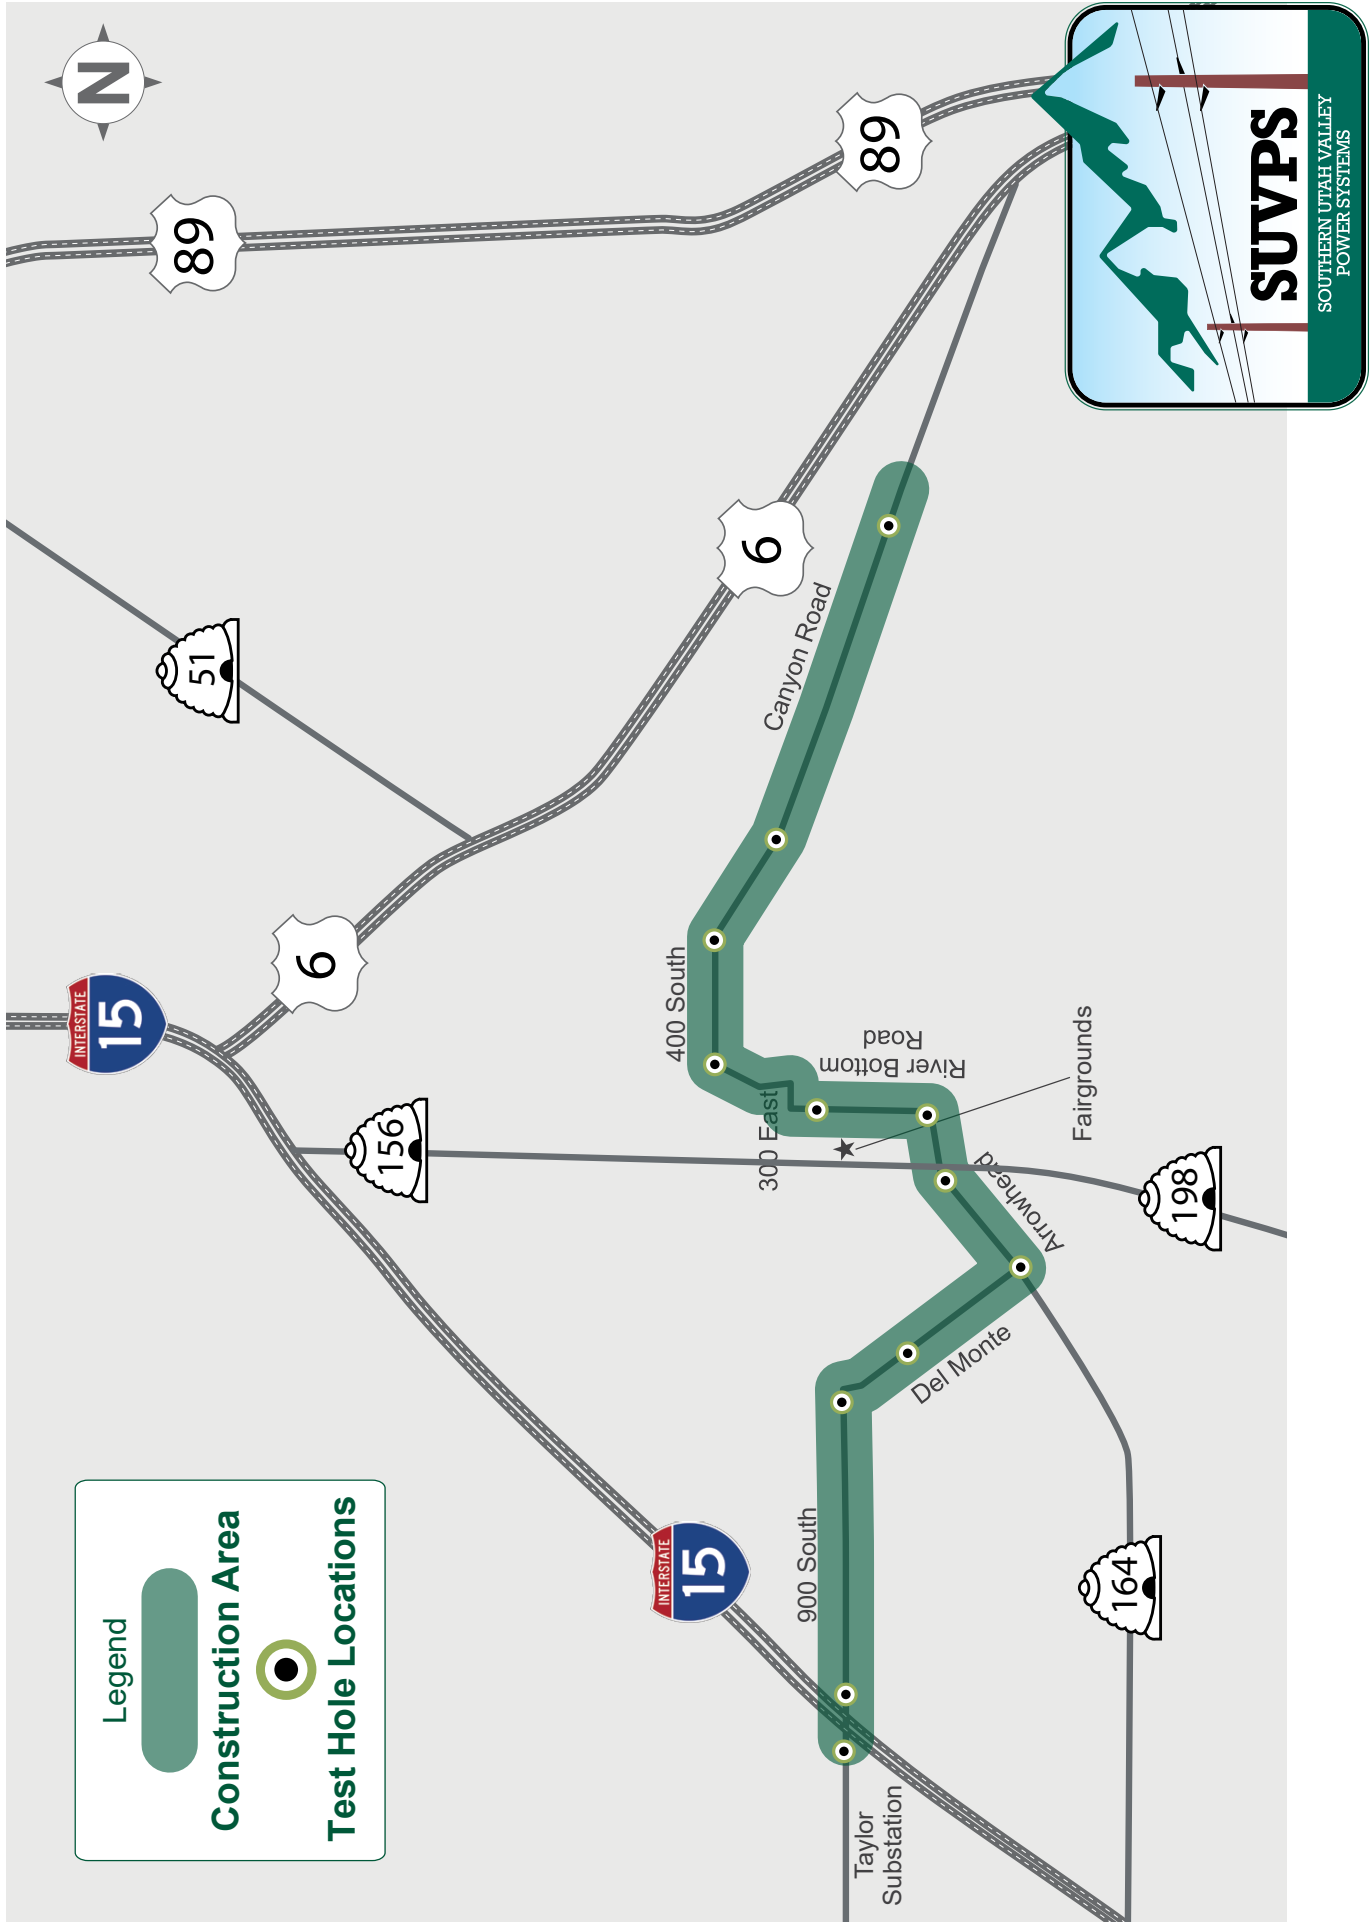 N
89
89
51
6
6
INTERSTATE
15
156
Canyon Road
400 South
River Bottom
Road
300 East
Fairgrounds
Arrowhead
198
Del Monte
INTERSTATE
15
900 South
164
Taylor
Substation
Legend
Construction Area
Test Hole Locations
SUVPS
SOUTHERN UTAH VALLEY
POWER SYSTEMS